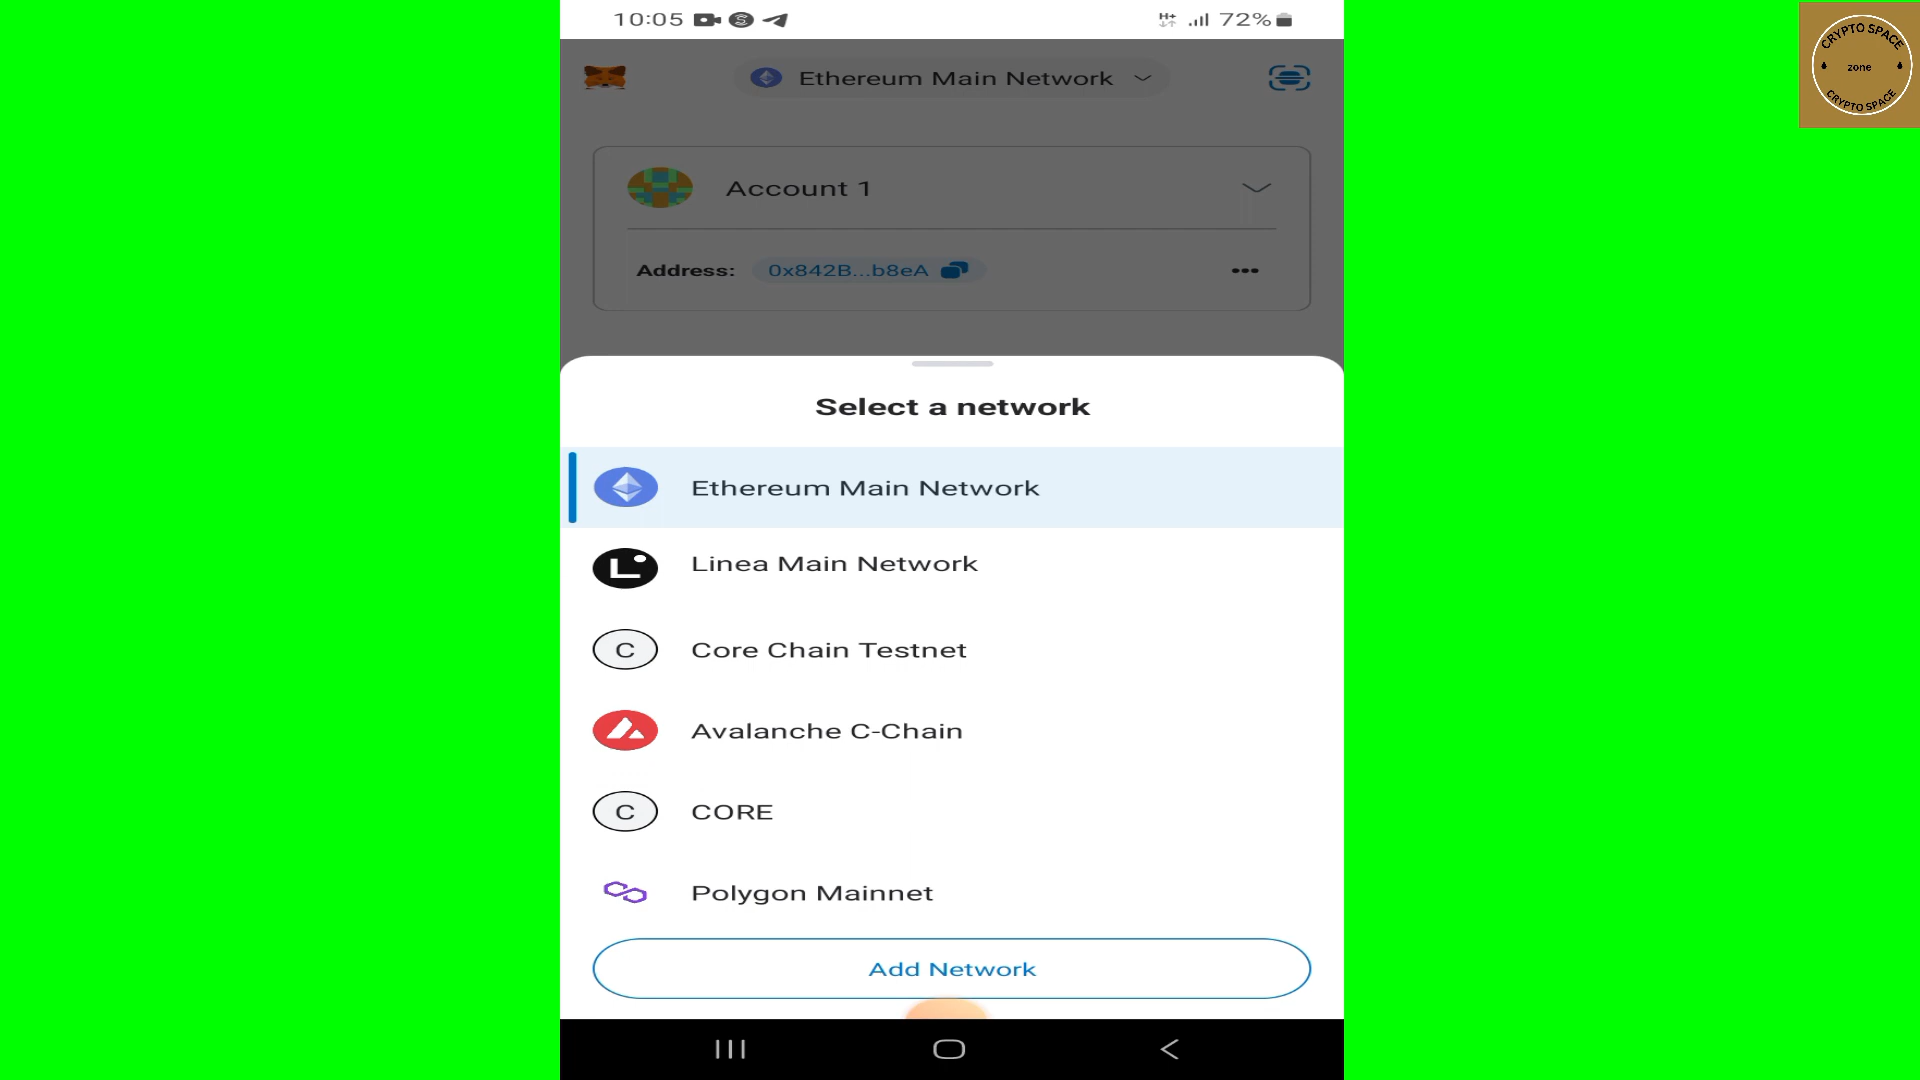 10:05
H+
72%
CRYPTO SPACE
zone
CRYPTO SPACE
Ethereum Main Network
Account 1
Address: 0x842B...b8eA
Select a network
Ethereum Main Network
L Linea Main Network
C Core Chain Testnet
Avalanche C-Chain
C CORE
Polygon Mainnet
Add Network